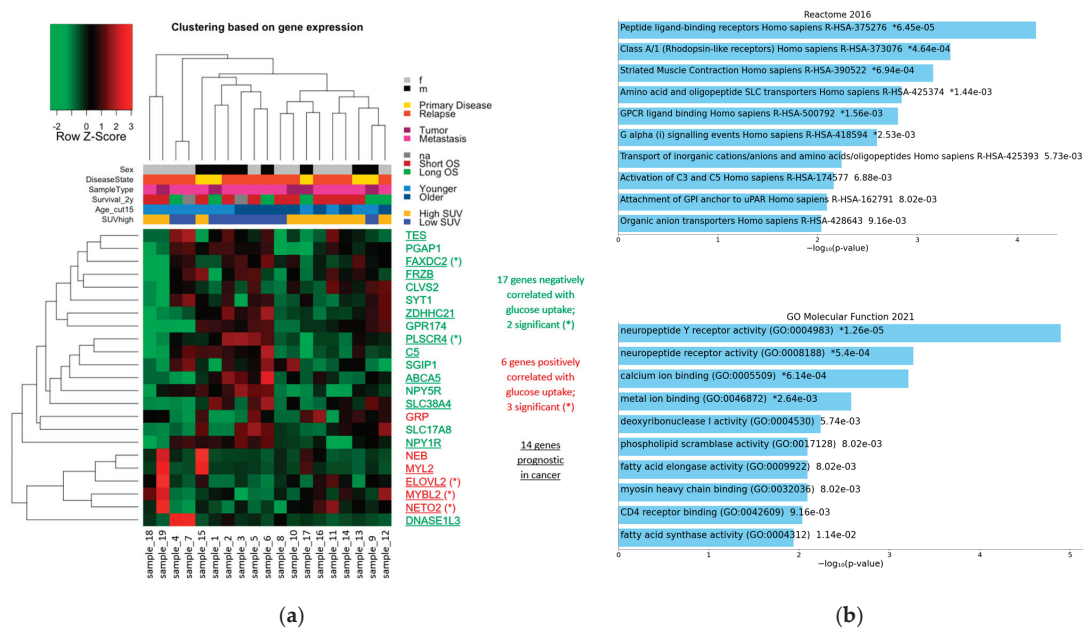 Clustering based on gene expression
-2 -1 0 1 2 3
Row Z-Score
f
m
Primary Disease
Relapse
Tumor
Metastasis
na
Short OS
Long OS
Younger
Older
High SUV
Low SUV
Sex
DiseaseState
SampleType
Survival_2y
Age_cut15
SUVhigh
TES
PGAP1
FAXDC2 (*)
FRZB
CLVS2
SYT1
ZDHHC21
GPR174
PLSCR4 (*)
C5
SGIP1
ABCA5
NPY5R
SLC38A4
GRP
SLC17A8
NPY1R
NEB
MYL2
ELOVL2 (*)
MYBL2 (*)
NETO2 (*)
DNASE1L3
17 genes negatively
correlated with
glucose uptake;
2 significant (*)
6 genes positively
correlated with
glucose uptake;
3 significant (*)
14 genes
prognostic
in cancer
sample_18
sample_19
sample_4
sample_7
sample_15
sample_1
sample_2
sample_3
sample_5
sample_6
sample_8
sample_10
sample_17
sample_16
sample_11
sample_14
sample_13
sample_9
sample_12
(a)
Reactome 2016
Peptide ligand-binding receptors Homo sapiens R-HSA-375276 *6.45e-05
Class A/1 (Rhodopsin-like receptors) Homo sapiens R-HSA-373076 *4.64e-04
Striated Muscle Contraction Homo sapiens R-HSA-390522 *6.94e-04
Amino acid and oligopeptide SLC transporters Homo sapiens R-HSA-425374 *1.44e-03
GPCR ligand binding Homo sapiens R-HSA-500792 *1.56e-03
G alpha (i) signalling events Homo sapiens R-HSA-418594 *2.53e-03
Transport of inorganic cations/anions and amino acids/oligopeptides Homo sapiens R-HSA-425393 5.73e-03
Activation of C3 and C5 Homo sapiens R-HSA-174577 6.88e-03
Attachment of GPI anchor to uPAR Homo sapiens R-HSA-162791 8.02e-03
Organic anion transporters Homo sapiens R-HSA-428643 9.16e-03
0 1 2 3 4
−log₁₀(p-value)
GO Molecular Function 2021
neuropeptide Y receptor activity (GO:0004983) *1.26e-05
neuropeptide receptor activity (GO:0008188) *5.4e-04
calcium ion binding (GO:0005509) *6.14e-04
metal ion binding (GO:0046872) *2.64e-03
deoxyribonuclease I activity (GO:0004530) 5.74e-03
phospholipid scramblase activity (GO:0017128) 8.02e-03
fatty acid elongase activity (GO:0009922) 8.02e-03
myosin heavy chain binding (GO:0032036) 8.02e-03
CD4 receptor binding (GO:0042609) 9.16e-03
fatty acid synthase activity (GO:0004312) 1.14e-02
0 1 2 3 4 5
−log₁₀(p-value)
(b)